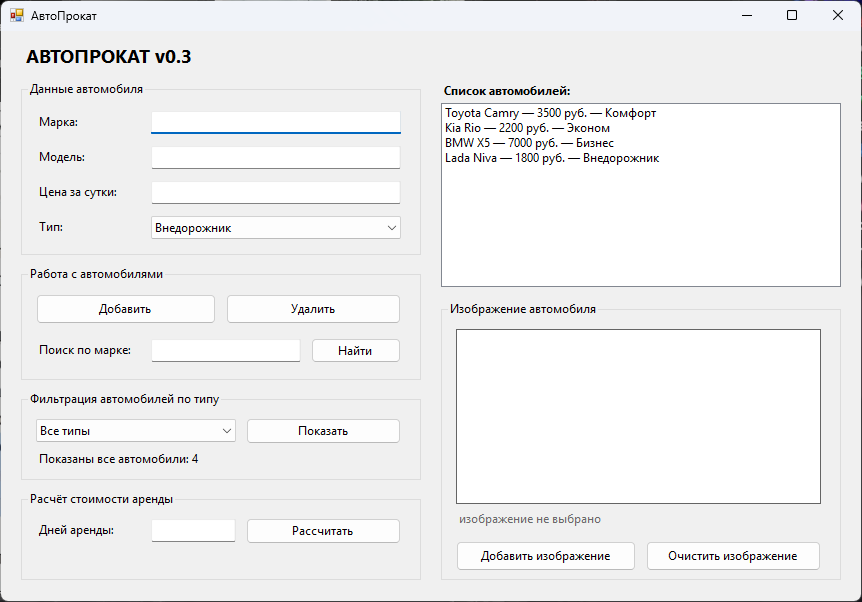 АвтоПрокат
АВТОПРОКАТ v0.3
Данные автомобиля
Марка:
Модель:
Цена за сутки:
Тип:
Внедорожник
Работа с автомобилями
Добавить
Удалить
Поиск по марке:
Найти
Фильтрация автомобилей по типу
Все типы
Показать
Показаны все автомобили: 4
Расчёт стоимости аренды
Дней аренды:
Рассчитать
Список автомобилей:
Toyota Camry — 3500 руб. — Комфорт
Kia Rio — 2200 руб. — Эконом
BMW X5 — 7000 руб. — Бизнес
Lada Niva — 1800 руб. — Внедорожник
Изображение автомобиля
изображение не выбрано
Добавить изображение
Очистить изображение